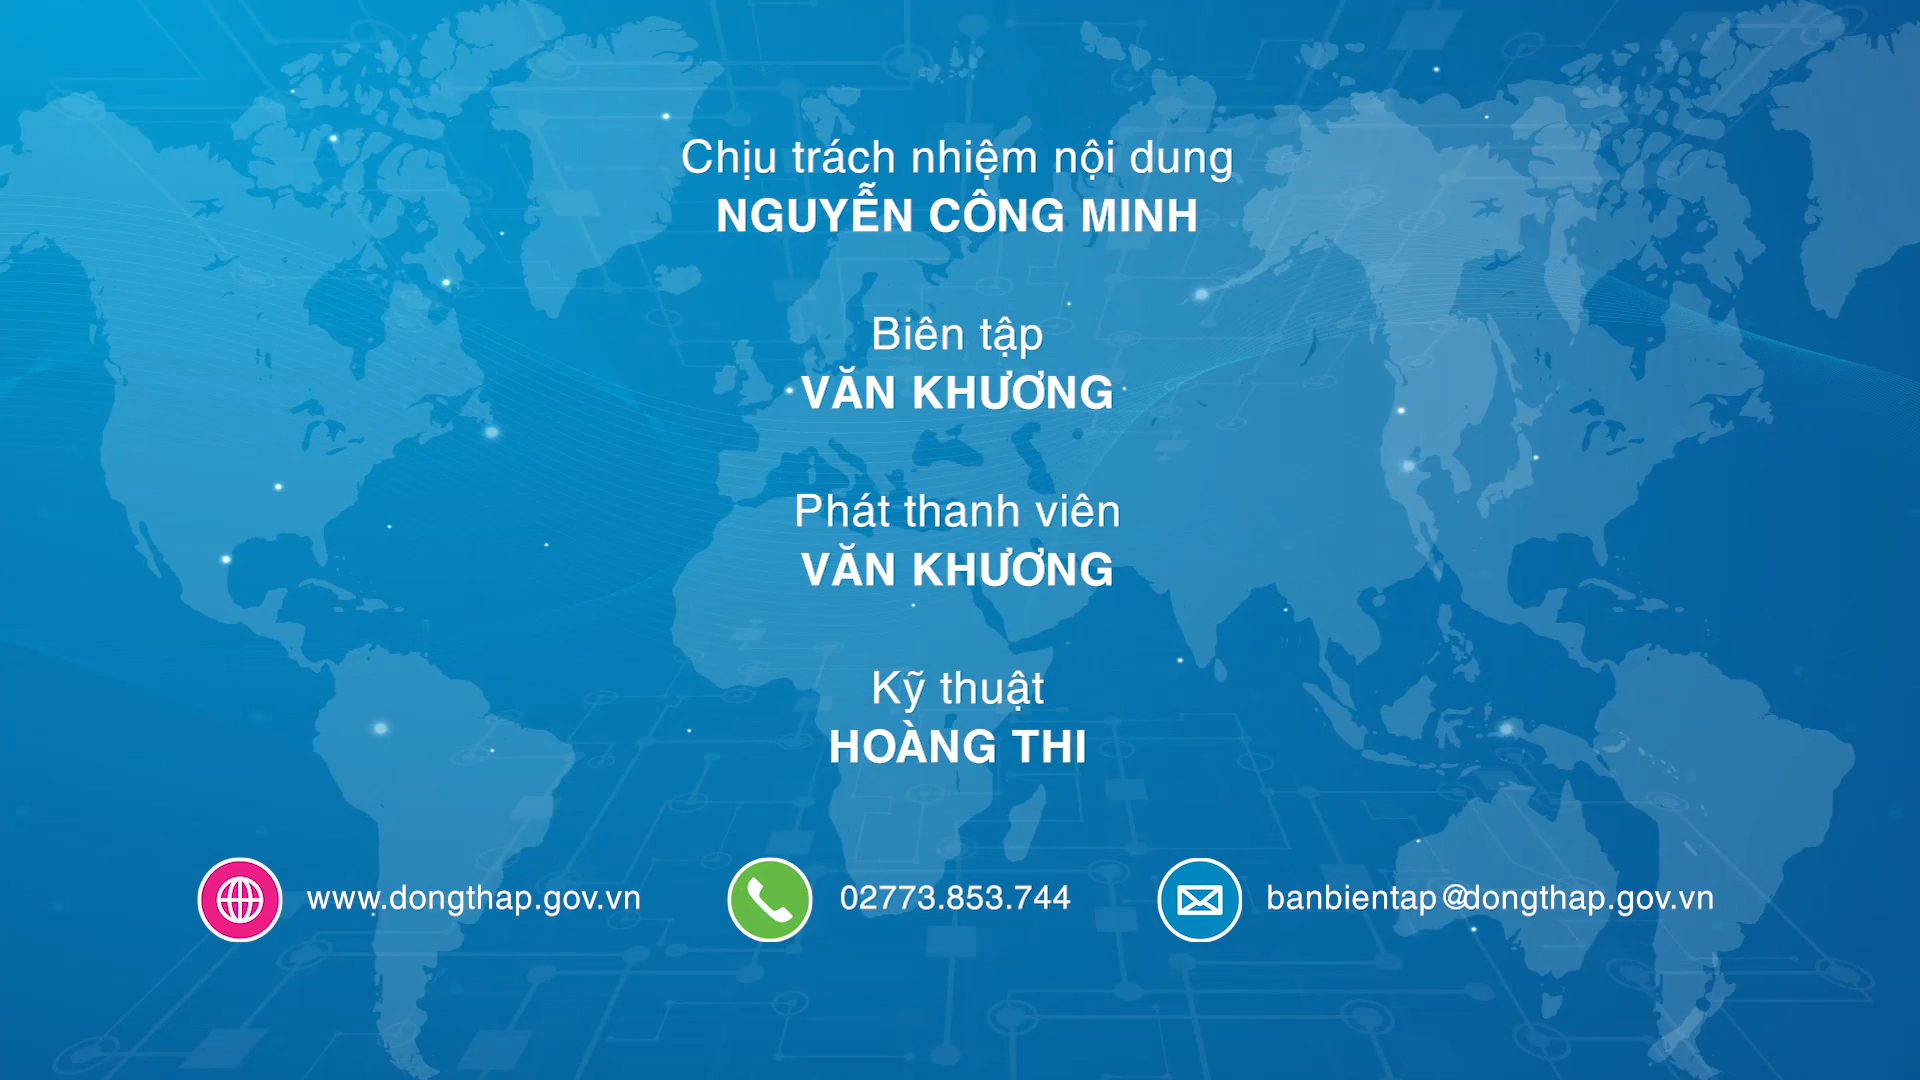 Chịu trách nhiệm nội dung
NGUYỄN CÔNG MINH
Biên tập
VĂN KHƯƠNG
Phát thanh viên
VĂN KHƯƠNG
Kỹ thuật
HOÀNG THI
www.dongthap.gov.vn
02773.853.744
banbientap@dongthap.gov.vn